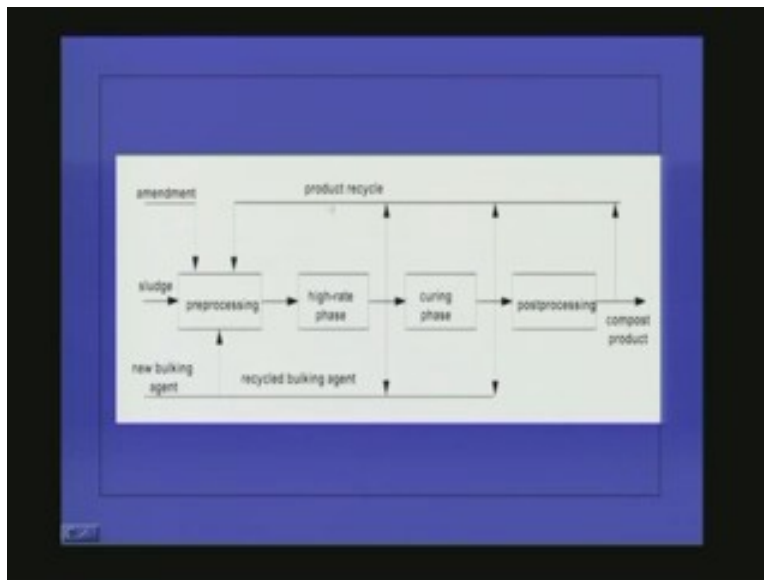 amendment
product recycle
sludge
preprocessing
high-rate
phase
curing
phase
postprocessing
compost
product
new bulking
agent
recycled bulking agent